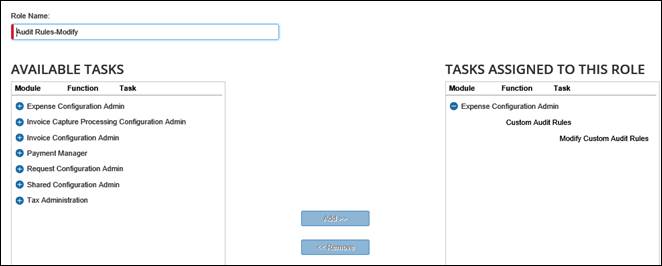 Role Name:
Audit Rules-Modify
AVAILABLE TASKS
Module Function Task
Expense Configuration Admin
Invoice Capture Processing Configuration Admin
Invoice Configuration Admin
Payment Manager
Request Configuration Admin
Shared Configuration Admin
Tax Administration
Add >>
<< Remove
TASKS ASSIGNED TO THIS ROLE
Module Function Task
Expense Configuration Admin
Custom Audit Rules
Modify Custom Audit Rules